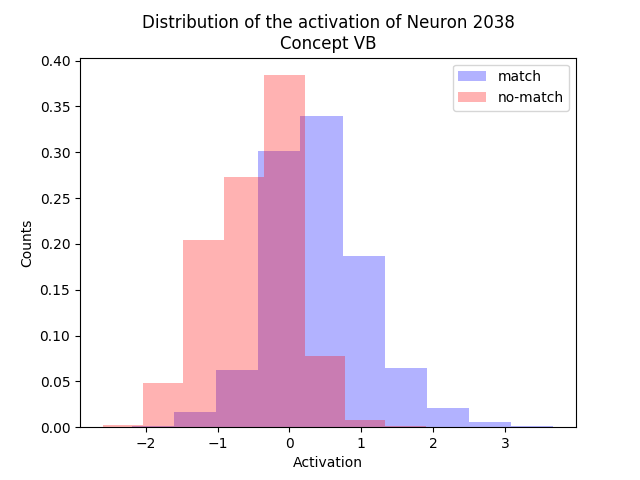 Distribution of the activation of Neuron 2038
Concept VB
match
no-match
0.40
0.35
0.30
0.25
0.20
0.15
0.10
0.05
0.00
Counts
−2
−1
0
1
2
3
Activation